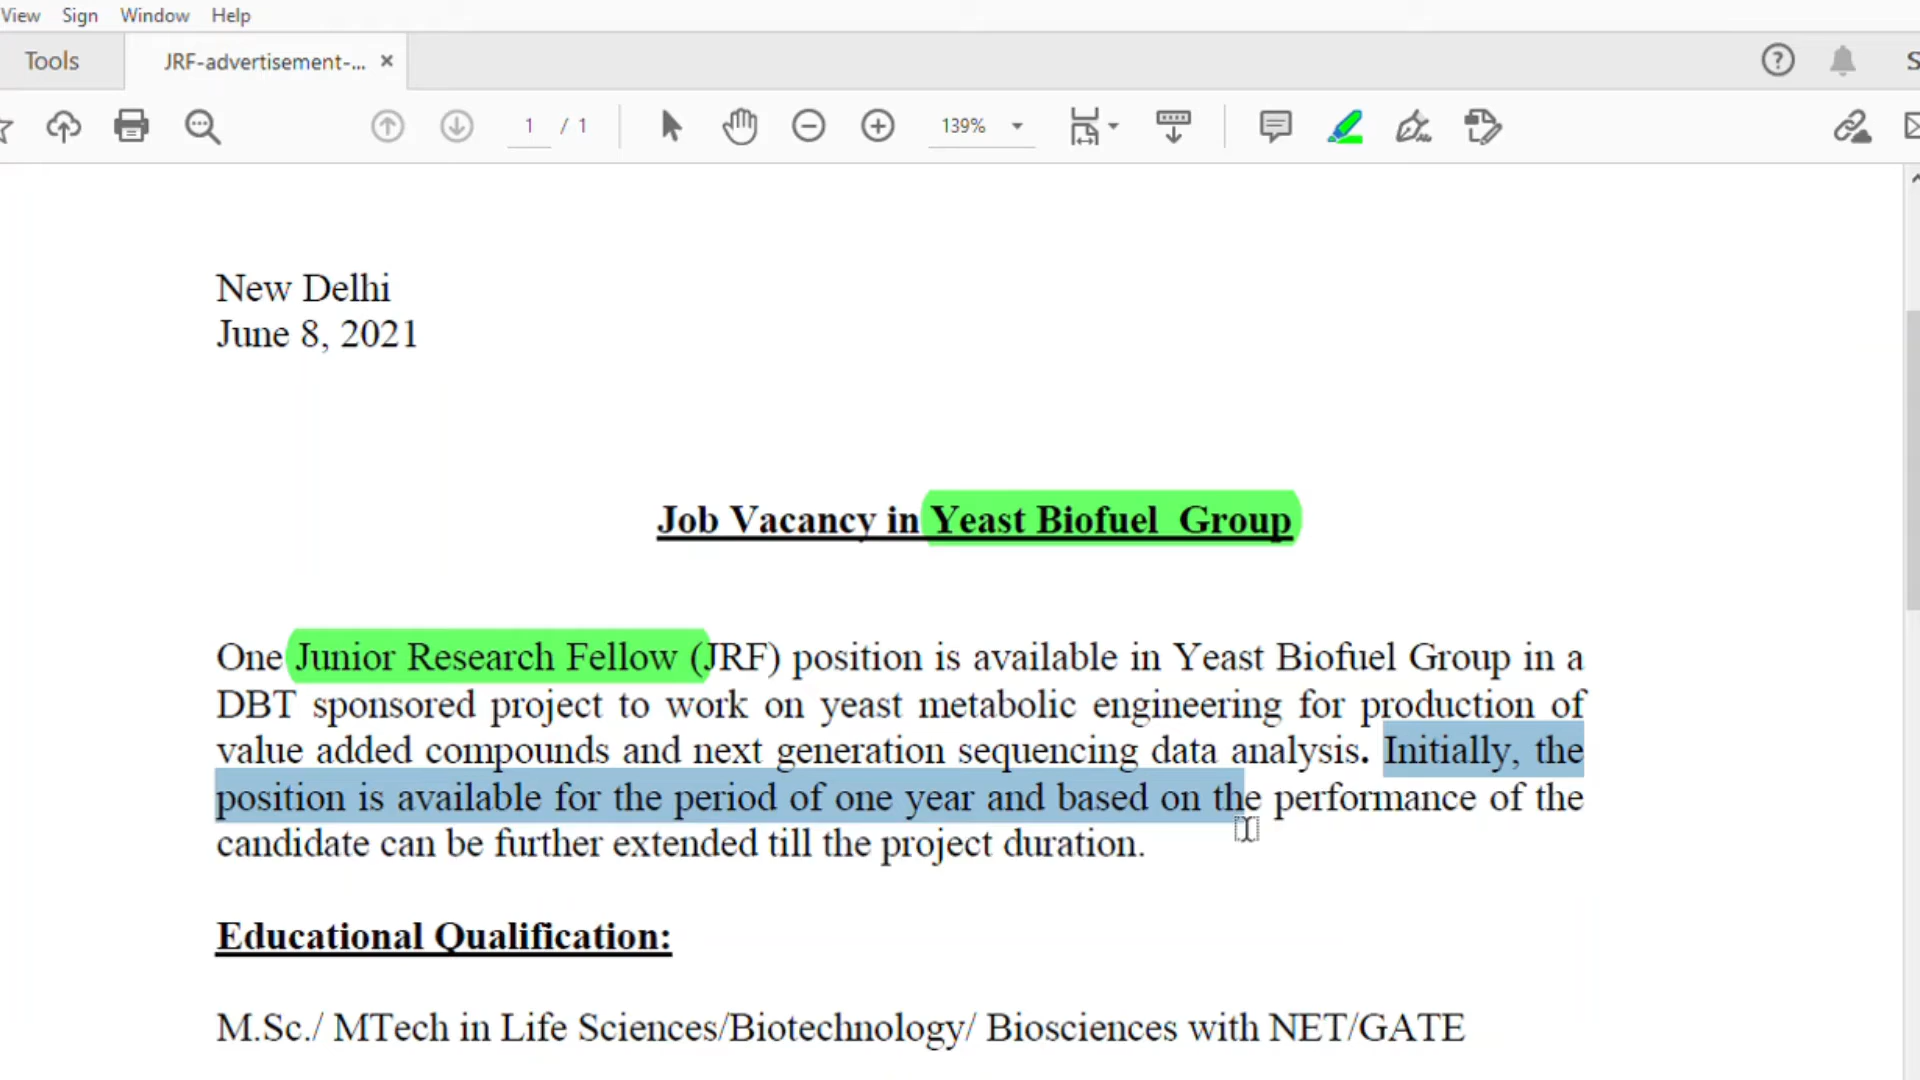 View Sign Window Help
Tools JRF-advertisement-... ×
1 / 1 139%
New Delhi
June 8, 2021
Job Vacancy in Yeast Biofuel Group
One Junior Research Fellow (JRF) position is available in Yeast Biofuel Group in a
DBT sponsored project to work on yeast metabolic engineering for production of
value added compounds and next generation sequencing data analysis. Initially, the
position is available for the period of one year and based on the performance of the
candidate can be further extended till the project duration.
Educational Qualification:
M.Sc./ MTech in Life Sciences/Biotechnology/ Biosciences with NET/GATE